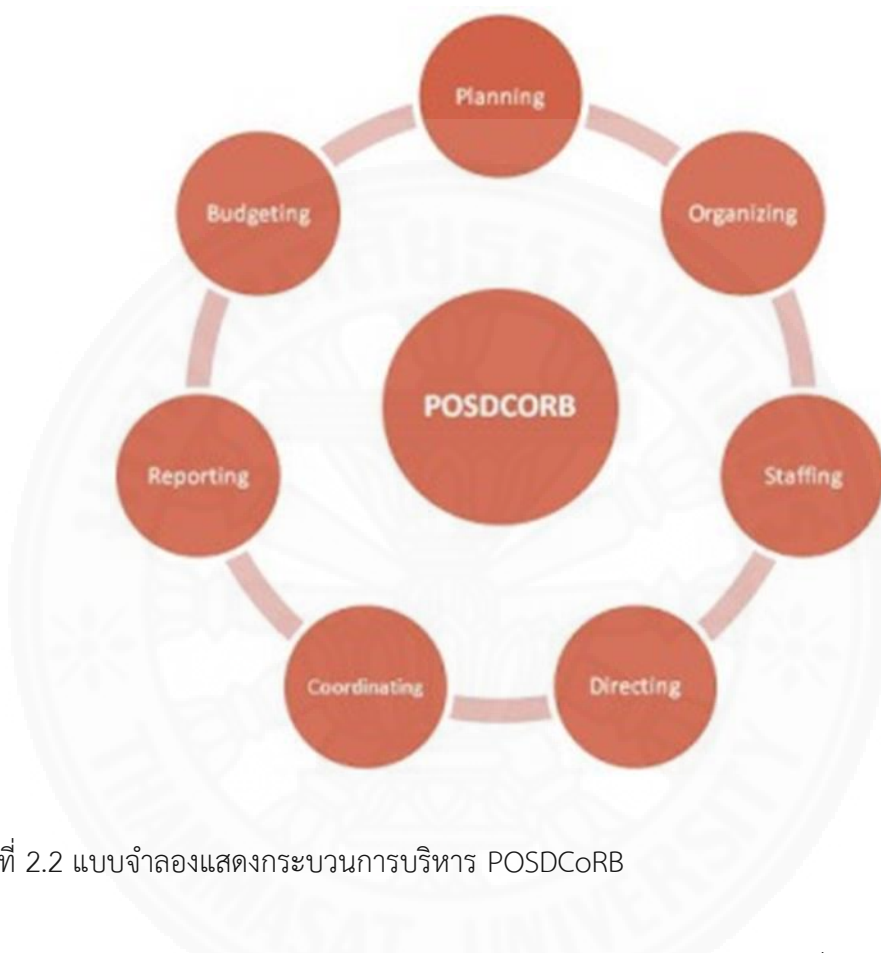 Planning
Budgeting
Organizing
POSDCORB
Reporting
Staffing
Coordinating
Directing
ที่ 2.2 แบบจำลองแสดงกระบวนการบริหาร POSDCoRB
THAMMASAT UNIVERSITY